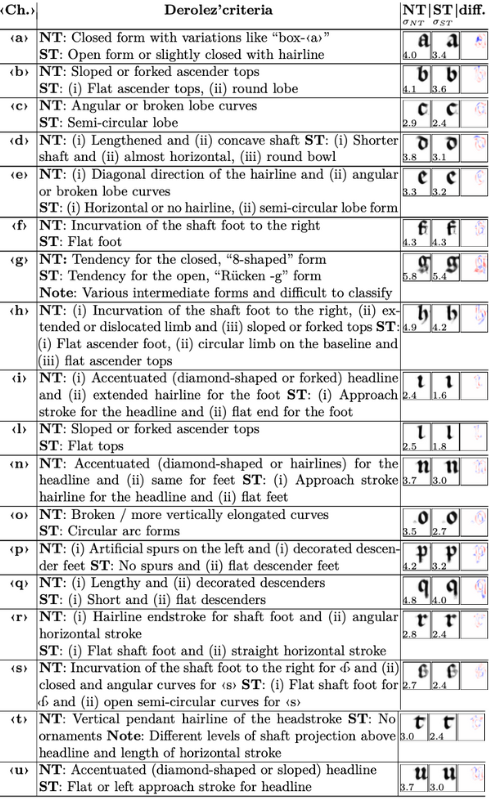 ‹Ch.› Derolez'criteria NT ST diff.
σNT σST
‹a› NT: Closed form with variations like "box-‹a›"
ST: Open form or slightly closed with hairline 4.0 3.4
‹b› NT: Sloped or forked ascender tops
ST: (i) Flat ascender tops, (ii) round lobe 4.1 3.6
‹c› NT: Angular or broken lobe curves
ST: Semi-circular lobe 2.9 2.4
‹d› NT: (i) Lengthened and (ii) concave shaft ST: (i) Shorter
shaft and (ii) almost horizontal, (iii) round bowl 3.8 3.1
‹e› NT: (i) Diagonal direction of the hairline and (ii) angular
or broken lobe curves 3.3 3.2
ST: (i) Horizontal or no hairline, (ii) semi-circular lobe form
‹f› NT: Incurvation of the shaft foot to the right
ST: Flat foot 4.3 4.3
‹g› NT: Tendency for the closed, "8-shaped" form
ST: Tendency for the open, "Rücken -g" form 5.8 5.4
Note: Various intermediate forms and difficult to classify
‹h› NT: (i) Incurvation of the shaft foot to the right, (ii) ex-
tended or dislocated limb and (iii) sloped or forked tops ST: 4.9 4.2
(i) Flat ascender foot, (ii) circular limb on the baseline and
(iii) flat ascender tops
‹i› NT: (i) Accentuated (diamond-shaped or forked) headline
and (ii) extended hairline for the foot ST: (i) Approach 2.4 1.6
stroke for the headline and (ii) flat end for the foot
‹l› NT: Sloped or forked ascender tops
ST: Flat tops 2.5 1.8
‹n› NT: Accentuated (diamond-shaped or hairlines) for the
headline and (ii) same for feet ST: (i) Approach stroke 3.7 3.0
hairline for the headline and (ii) flat feet
‹o› NT: Broken / more vertically elongated curves
ST: Circular arc forms 3.5 2.7
‹p› NT: (i) Artificial spurs on the left and (i) decorated descen-
der feet ST: No spurs and (ii) flat descender feet 4.2 3.2
‹q› NT: (i) Lengthy and (ii) decorated descenders
ST: (i) Short and (ii) flat descenders 4.8 4.0
‹r› NT: (i) Hairline endstroke for shaft foot and (ii) angular
horizontal stroke 2.8 2.4
ST: (i) Flat shaft foot and (ii) straight horizontal stroke
‹s› NT: Incurvation of the shaft foot to the right for and (ii)
closed and angular curves for ‹s› ST: (i) Flat shaft foot for 2.7 2.4
and (ii) open semi-circular curves for ‹s›
‹t› NT: Vertical pendant hairline of the headstroke ST: No
ornaments Note: Different levels of shaft projection above 3.0 2.4
headline and length of horizontal stroke
‹u› NT: Accentuated (diamond-shaped or sloped) headline
ST: Flat or left approach stroke for headline 3.7 3.0